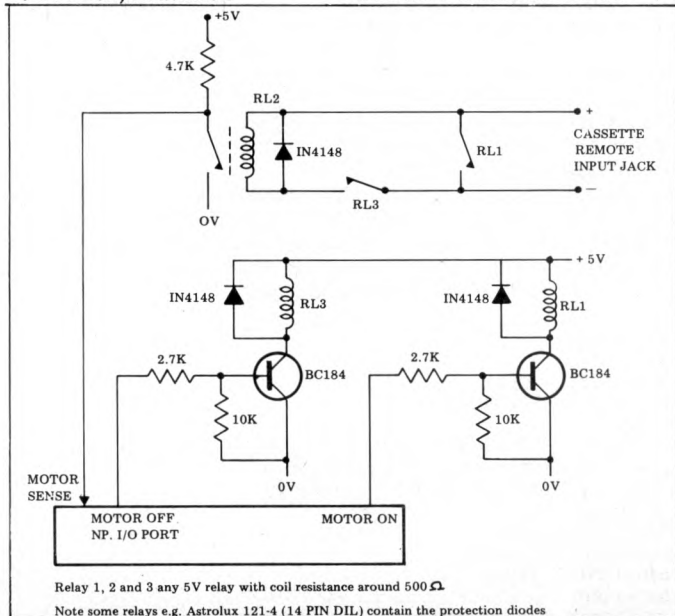 +5V
4.7K
RL2
IN4148
RL1
+
CASSETTE
REMOTE
INPUT JACK
−
RL3
OV
+ 5V
IN4148
RL3
IN4148
RL1
2.7K
BC184
2.7K
BC184
10K
10K
0V
0V
MOTOR
SENSE
MOTOR OFF
MOTOR ON
NP. I/O PORT
Relay 1, 2 and 3 any 5V relay with coil resistance around 500Ω
Note some relays e.g. Astrolux 121-4 (14 PIN DIL) contain the protection diodes